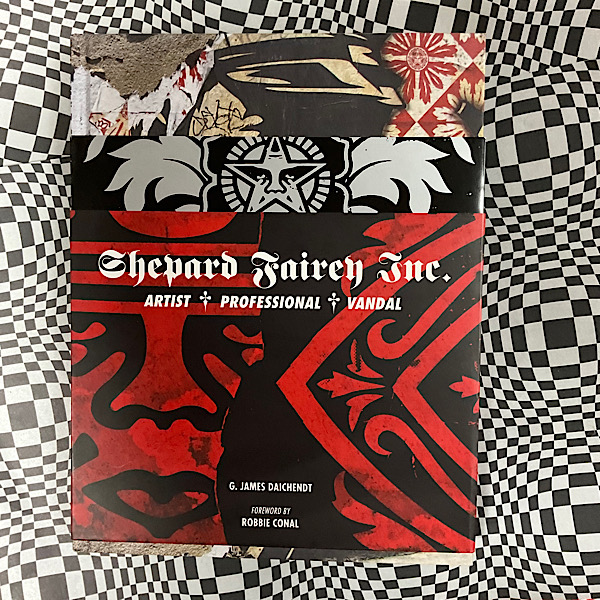 Shepard Fairey Inc.
ARTIST † PROFESSIONAL † VANDAL
G. JAMES DAICHENDT
FOREWORD BY
ROBBIE CONAL